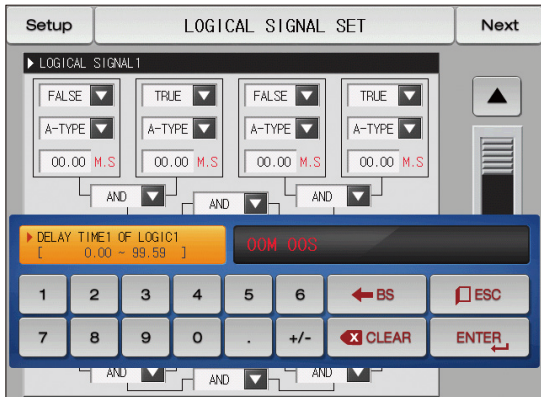 Setup LOGICAL SIGNAL SET Next
LOGICAL SIGNAL1
FALSE TRUE FALSE TRUE
A-TYPE A-TYPE A-TYPE A-TYPE
00.00 M.S 00.00 M.S 00.00 M.S 00.00 M.S
AND AND AND
DELAY TIME1 OF LOGIC1
[ 0.00 ~ 99.59 ]
00M 00S
1 2 3 4 5 6 BS ESC
7 8 9 0 . +/- CLEAR ENTER
AND AND AND